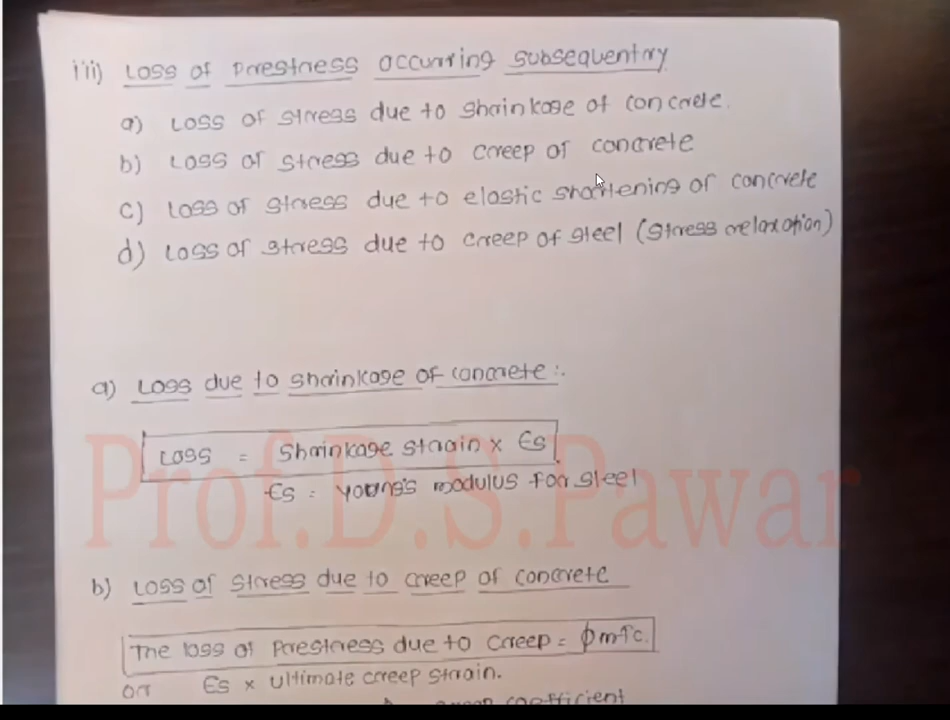 iii) Loss of Prestress occurring subsequently
a) Loss of stress due to shrinkage of concrete.
b) Loss of stress due to creep of concrete
c) Loss of stress due to elastic shortening of concrete
d) Loss of stress due to creep of steel (stress relaxation)
a) Loss due to shrinkage of concrete :.
Loss = Shrinkage strain x Es
Es = Young's modulus for steel
Prof.D.S.Pawar
b) Loss of stress due to creep of concrete
The loss of Prestress due to creep = ϕmfc.
or Es x ultimate creep strain.
coefficient